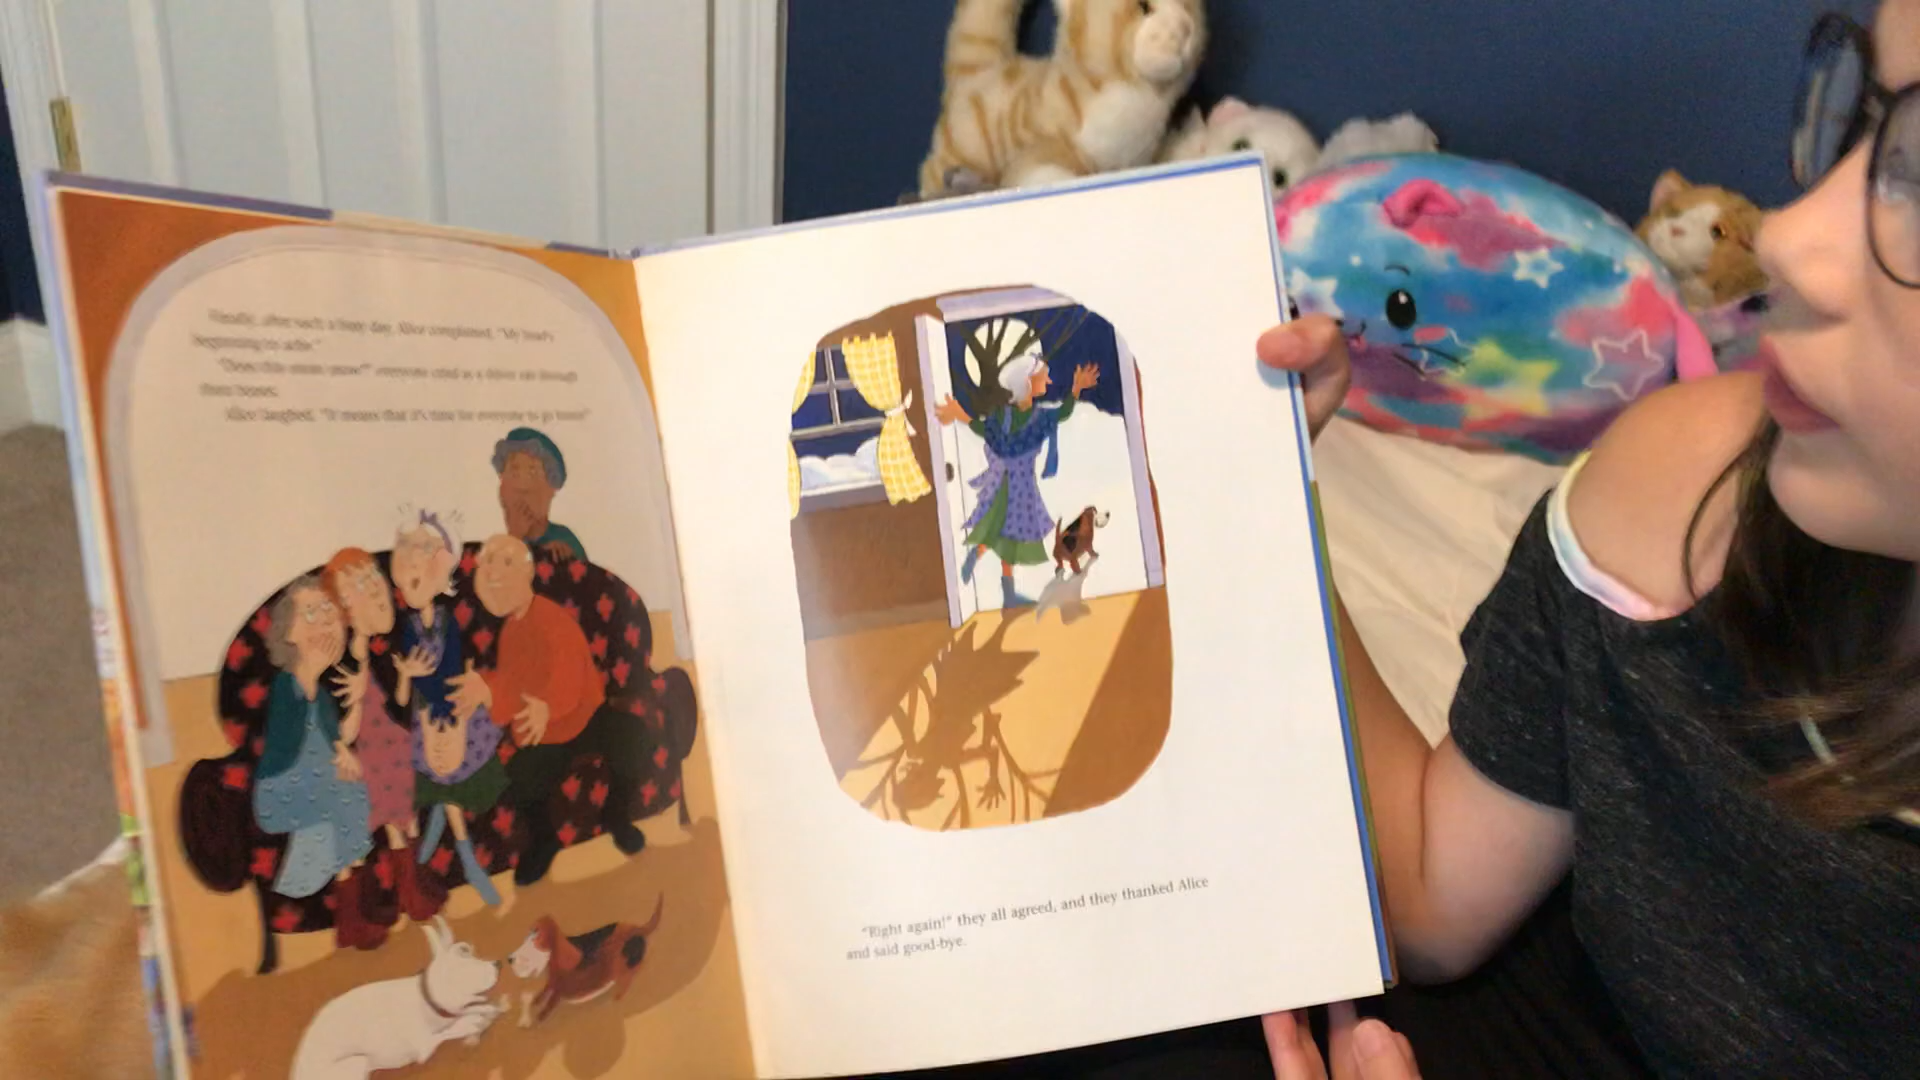 "Finally, after such a busy day, Alice complained, "My head's
beginning to ache."
"Does this mean snow?" everyone cried as a shiver ran through
their bones.
Alice laughed, "It means that it's time for everyone to go home!"
"Right again!" they all agreed, and they thanked Alice
and said good-bye.